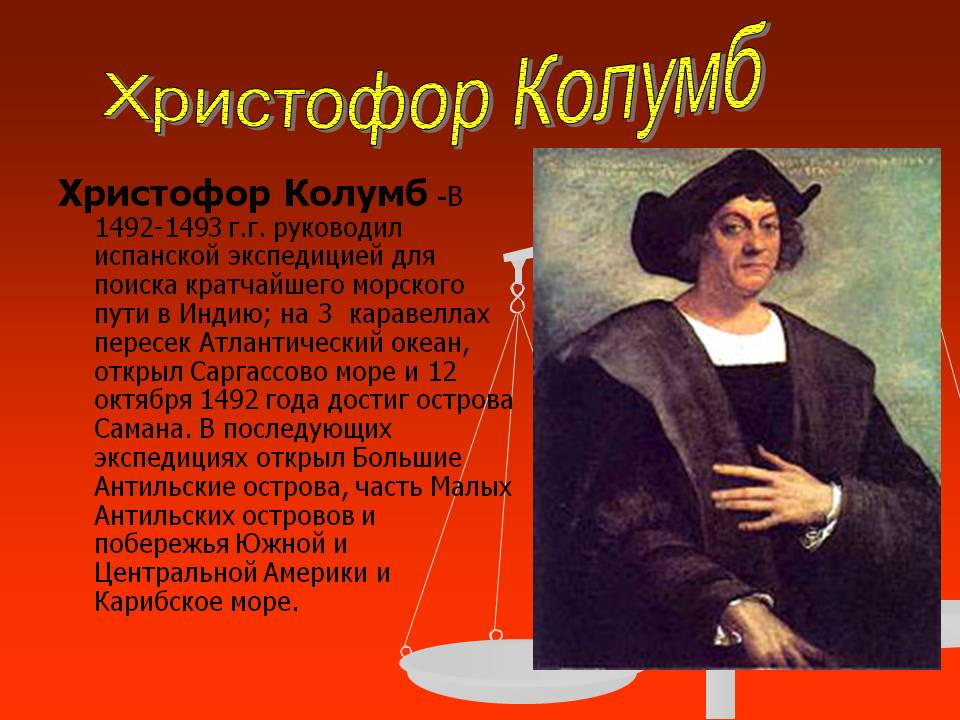 Христофор Колумб
Христофор Колумб -В
1492-1493 г.г. руководил
испанской экспедицией для
поиска кратчайшего морского
пути в Индию; на 3 каравеллах
пересек Атлантический океан,
открыл Саргассово море и 12
октября 1492 года достиг острова
Самана. В последующих
экспедициях открыл Большие
Антильские острова, часть Малых
Антильских островов и
побережья Южной и
Центральной Америки и
Карибское море.